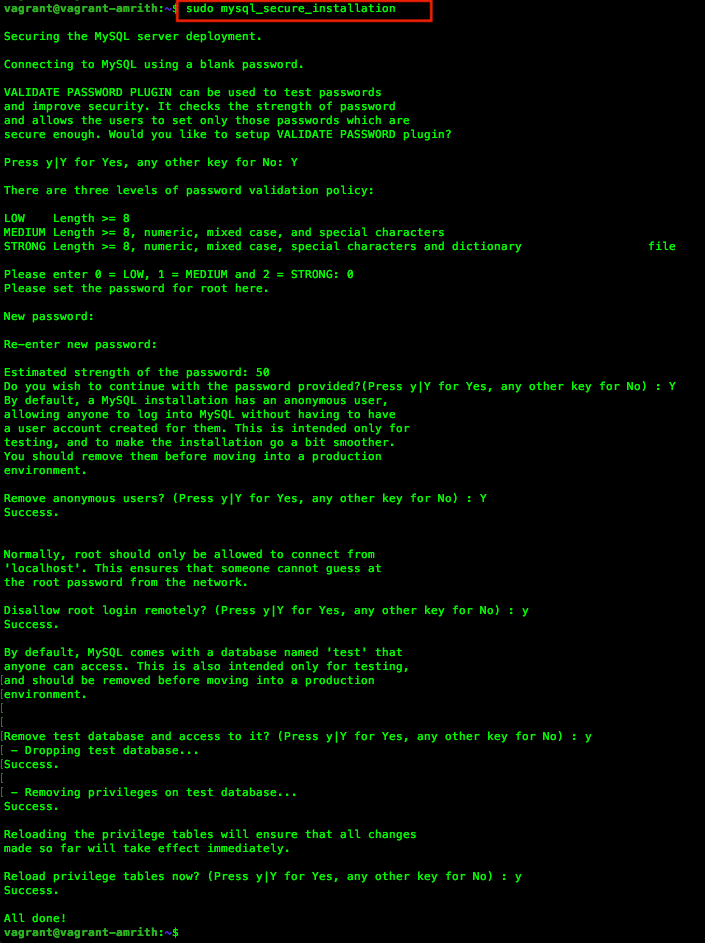 vagrant@vagrant-amrith:~$ sudo mysql_secure_installation
Securing the MySQL server deployment.
Connecting to MySQL using a blank password.
VALIDATE PASSWORD PLUGIN can be used to test passwords
and improve security. It checks the strength of password
and allows the users to set only those passwords which are
secure enough. Would you like to setup VALIDATE PASSWORD plugin?
Press y|Y for Yes, any other key for No: Y
There are three levels of password validation policy:
LOW    Length >= 8
MEDIUM Length >= 8, numeric, mixed case, and special characters
STRONG Length >= 8, numeric, mixed case, special characters and dictionary                  file
Please enter 0 = LOW, 1 = MEDIUM and 2 = STRONG: 0
Please set the password for root here.
New password:
Re-enter new password:
Estimated strength of the password: 50
Do you wish to continue with the password provided?(Press y|Y for Yes, any other key for No) : Y
By default, a MySQL installation has an anonymous user,
allowing anyone to log into MySQL without having to have
a user account created for them. This is intended only for
testing, and to make the installation go a bit smoother.
You should remove them before moving into a production
environment.
Remove anonymous users? (Press y|Y for Yes, any other key for No) : Y
Success.
Normally, root should only be allowed to connect from
'localhost'. This ensures that someone cannot guess at
the root password from the network.
Disallow root login remotely? (Press y|Y for Yes, any other key for No) : y
Success.
By default, MySQL comes with a database named 'test' that
anyone can access. This is also intended only for testing,
[and should be removed before moving into a production
[environment.
[
[
[Remove test database and access to it? (Press y|Y for Yes, any other key for No) : y
[ - Dropping test database...
[Success.
[
[ - Removing privileges on test database...
Success.
Reloading the privilege tables will ensure that all changes
made so far will take effect immediately.
Reload privilege tables now? (Press y|Y for Yes, any other key for No) : y
Success.
All done!
vagrant@vagrant-amrith:~$